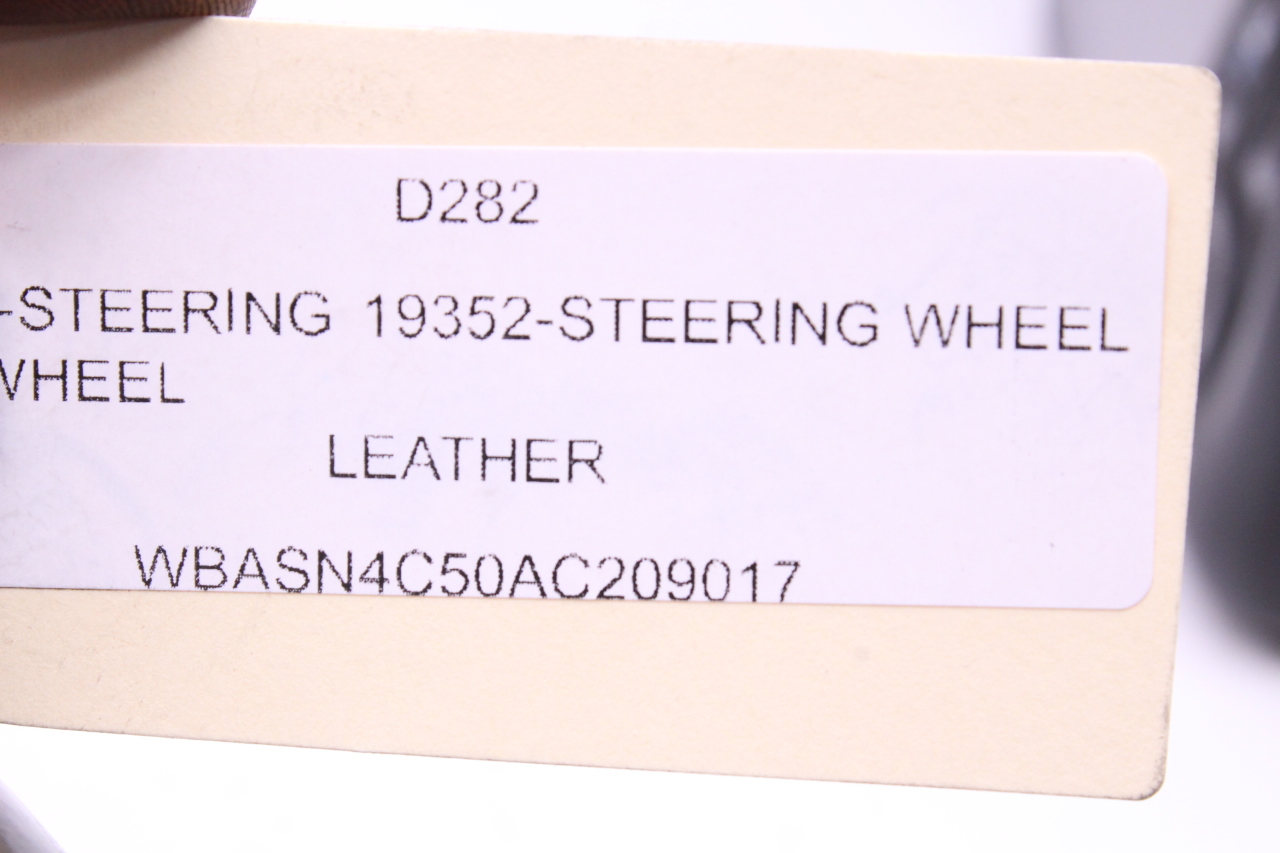 D282
-STEERING 19352-STEERING WHEEL
WHEEL
LEATHER
WBASN4C50AC209017